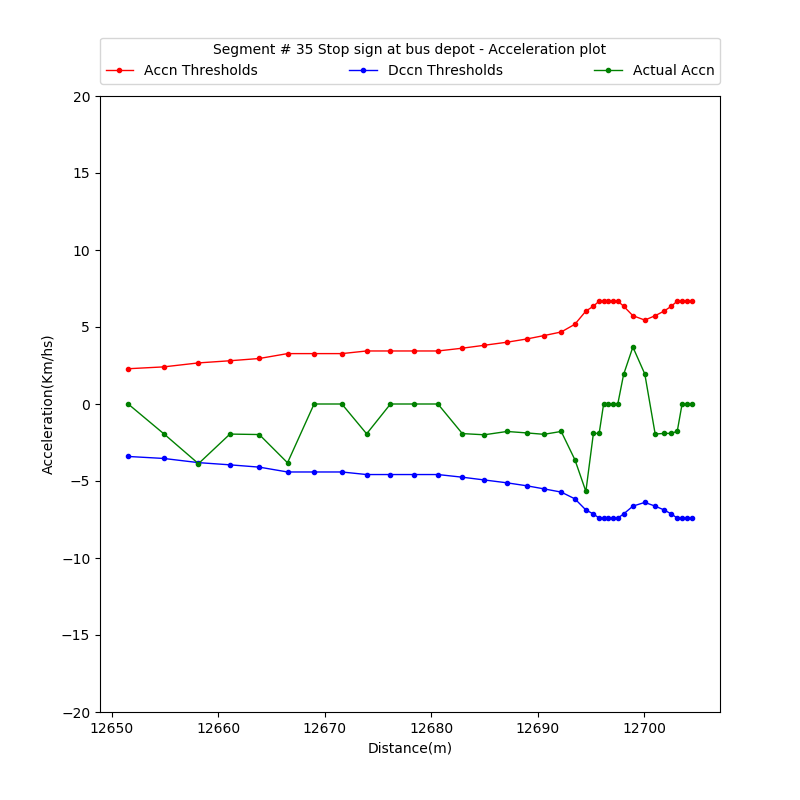 Segment # 35 Stop sign at bus depot - Acceleration plot
Accn Thresholds Dccn Thresholds Actual Accn
20
15
10
5
0
−5
−10
−15
−20
Acceleration(Km/hs)
12650 12660 12670 12680 12690 12700
Distance(m)